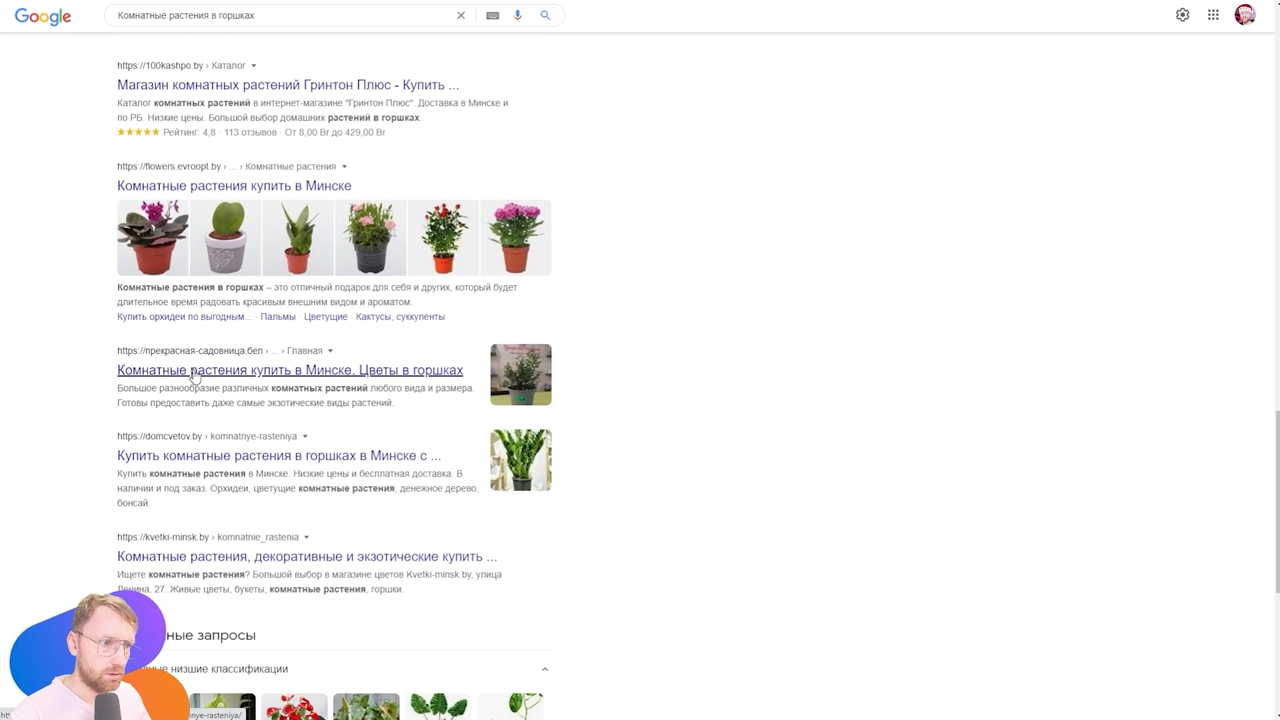 Google
Комнатные растения в горшках
https://100kashpo.by › Каталог
Магазин комнатных растений Гринтон Плюс - Купить ...
Каталог комнатных растений в интернет-магазине "Гринтон Плюс". Доставка в Минске и
по РБ. Низкие цены. Большой выбор домашних растений в горшках.
Рейтинг: 4,8 · 113 отзывов · От 8,00 Br до 429,00 Br
https://flowers.evroopt.by › ... › Комнатные растения
Комнатные растения купить в Минске
Комнатные растения в горшках – это отличный подарок для себя и других, который будет
длительное время радовать красивым внешним видом и ароматом.
Купить орхидеи по выгодным... · Пальмы · Цветущие · Кактусы, суккуленты
https://прекрасная-садовница.бел › ... › Главная
Комнатные растения купить в Минске. Цветы в горшках
Большое разнообразие различных комнатных растений любого вида и размера.
Готовы предоставить даже самые экзотические виды растений.
https://domcvetov.by › komnatnye-rasteniya
Купить комнатные растения в горшках в Минске с ...
Купить комнатные растения в Минске. Низкие цены и бесплатная доставка. В
наличии и под заказ. Орхидеи, цветущие комнатные растения, денежное дерево,
бонсай.
https://kvetki-minsk.by › komnatnie_rastenia
Комнатные растения, декоративные и экзотические купить ...
Ищете комнатные растения? Большой выбор в магазине цветов Kvetki-minsk.by, улица
Ленина, 27. Живые цветы, букеты, комнатные растения, горшки.
ные запросы
низшие классификации
nye-rasteniya/